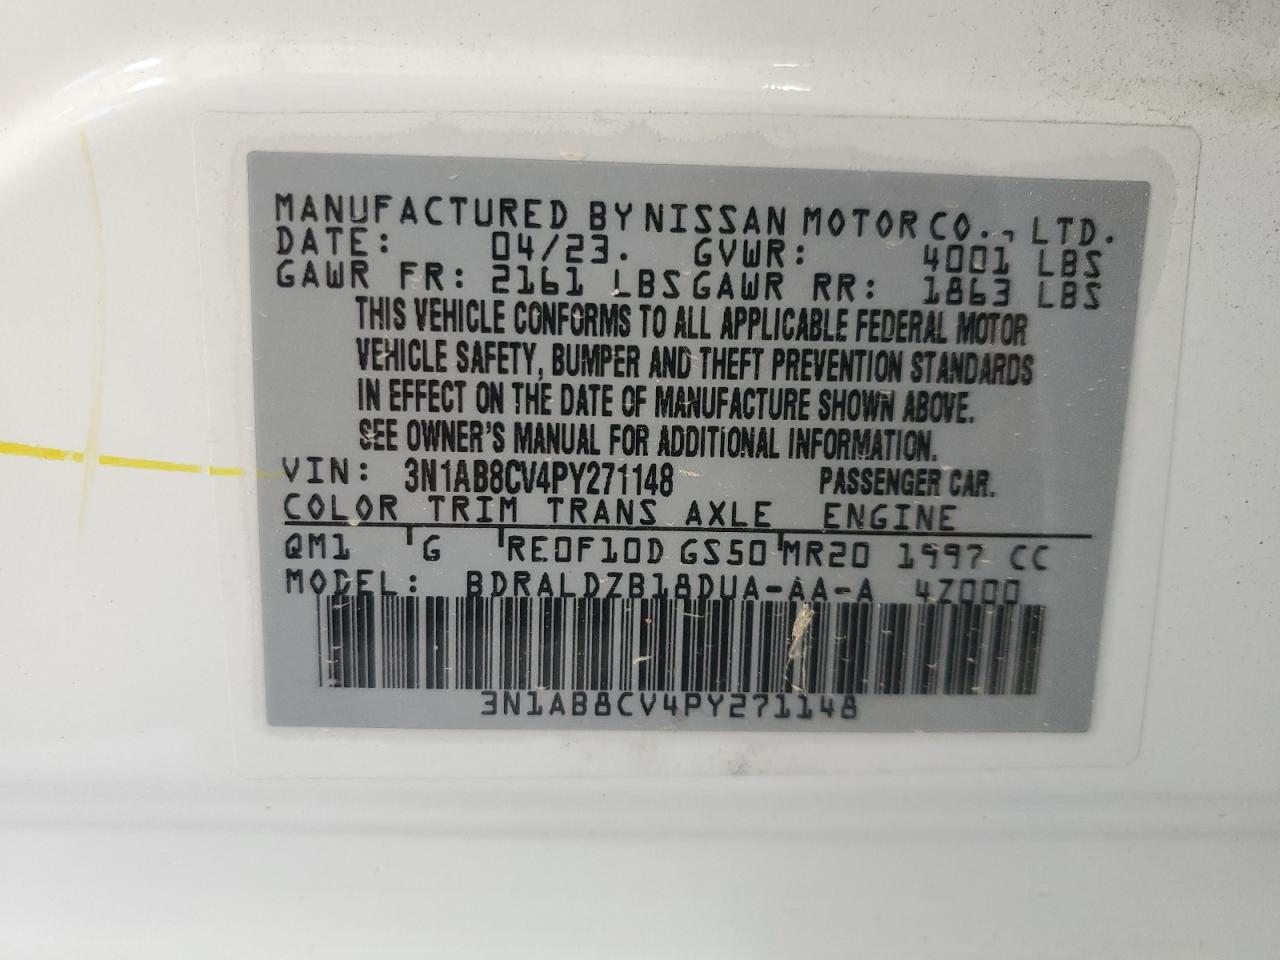 MANUFACTURED BY NISSAN MOTOR CO., LTD.
DATE: 04/23. GVWR: 4001 LBS
GAWR FR: 2161 LBS GAWR RR: 1863 LBS
THIS VEHICLE CONFORMS TO ALL APPLICABLE FEDERAL MOTOR
VEHICLE SAFETY, BUMPER AND THEFT PREVENTION STANDARDS
IN EFFECT ON THE DATE OF MANUFACTURE SHOWN ABOVE.
SEE OWNER'S MANUAL FOR ADDITIONAL INFORMATION.
VIN: 3N1AB8CV4PY271148 PASSENGER CAR.
COLOR TRIM TRANS AXLE ENGINE
QM1 G RE0F10D GS50 MR20 1997 CC
MODEL: BDRALDZB18DUA-AA-A 4Z000
3N1AB8CV4PY271148